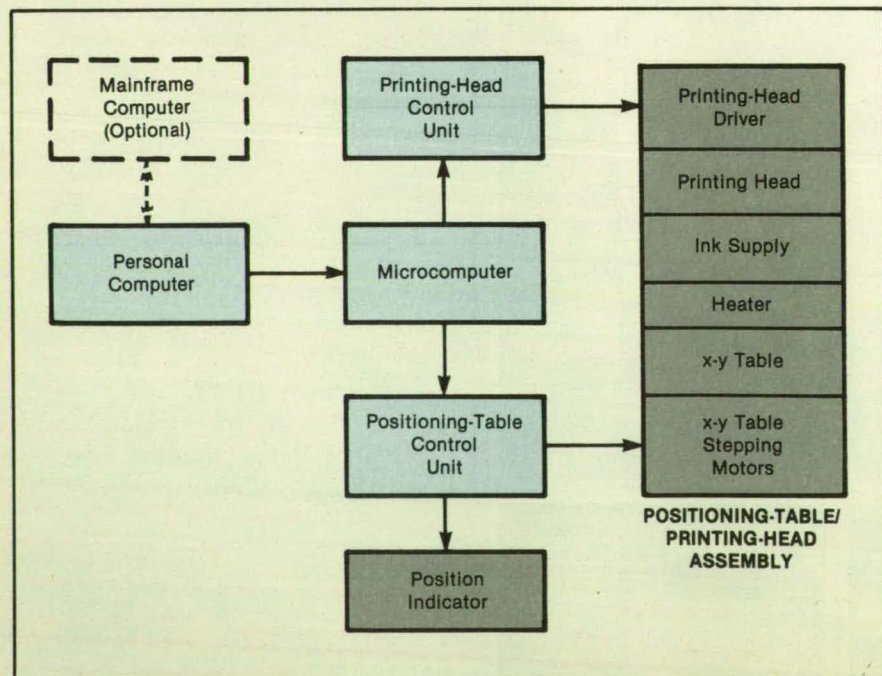 Mainframe
Computer
(Optional)
Personal
Computer
Printing-Head
Control
Unit
Microcomputer
Positioning-Table
Control
Unit
Position
Indicator
Printing-Head
Driver
Printing Head
Ink Supply
Heater
x-y Table
x-y Table
Stepping
Motors
POSITIONING-TABLE/
PRINTING-HEAD
ASSEMBLY